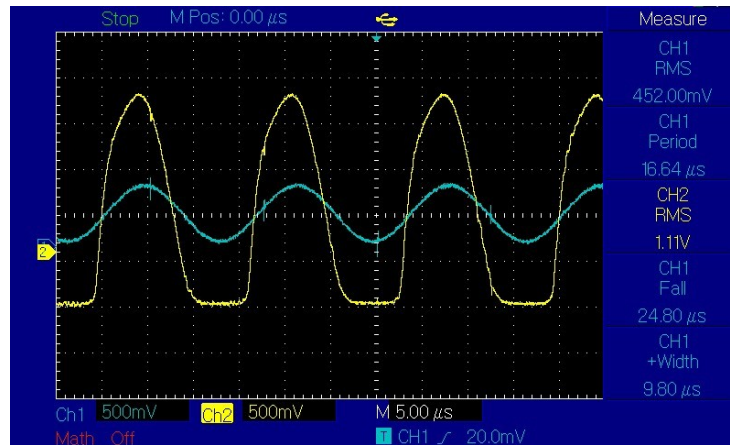 Stop M Pos: 0.00 μs Measure
CH1
RMS
452.00mV
CH1
Period
16.64 μs
CH2
RMS
1.11V
CH1
Fall
24.80 μs
CH1
+Width
9.80 μs
2
Ch1 500mV Ch2 500mV M 5.00 μs
Math Off T CH1 20.0mV